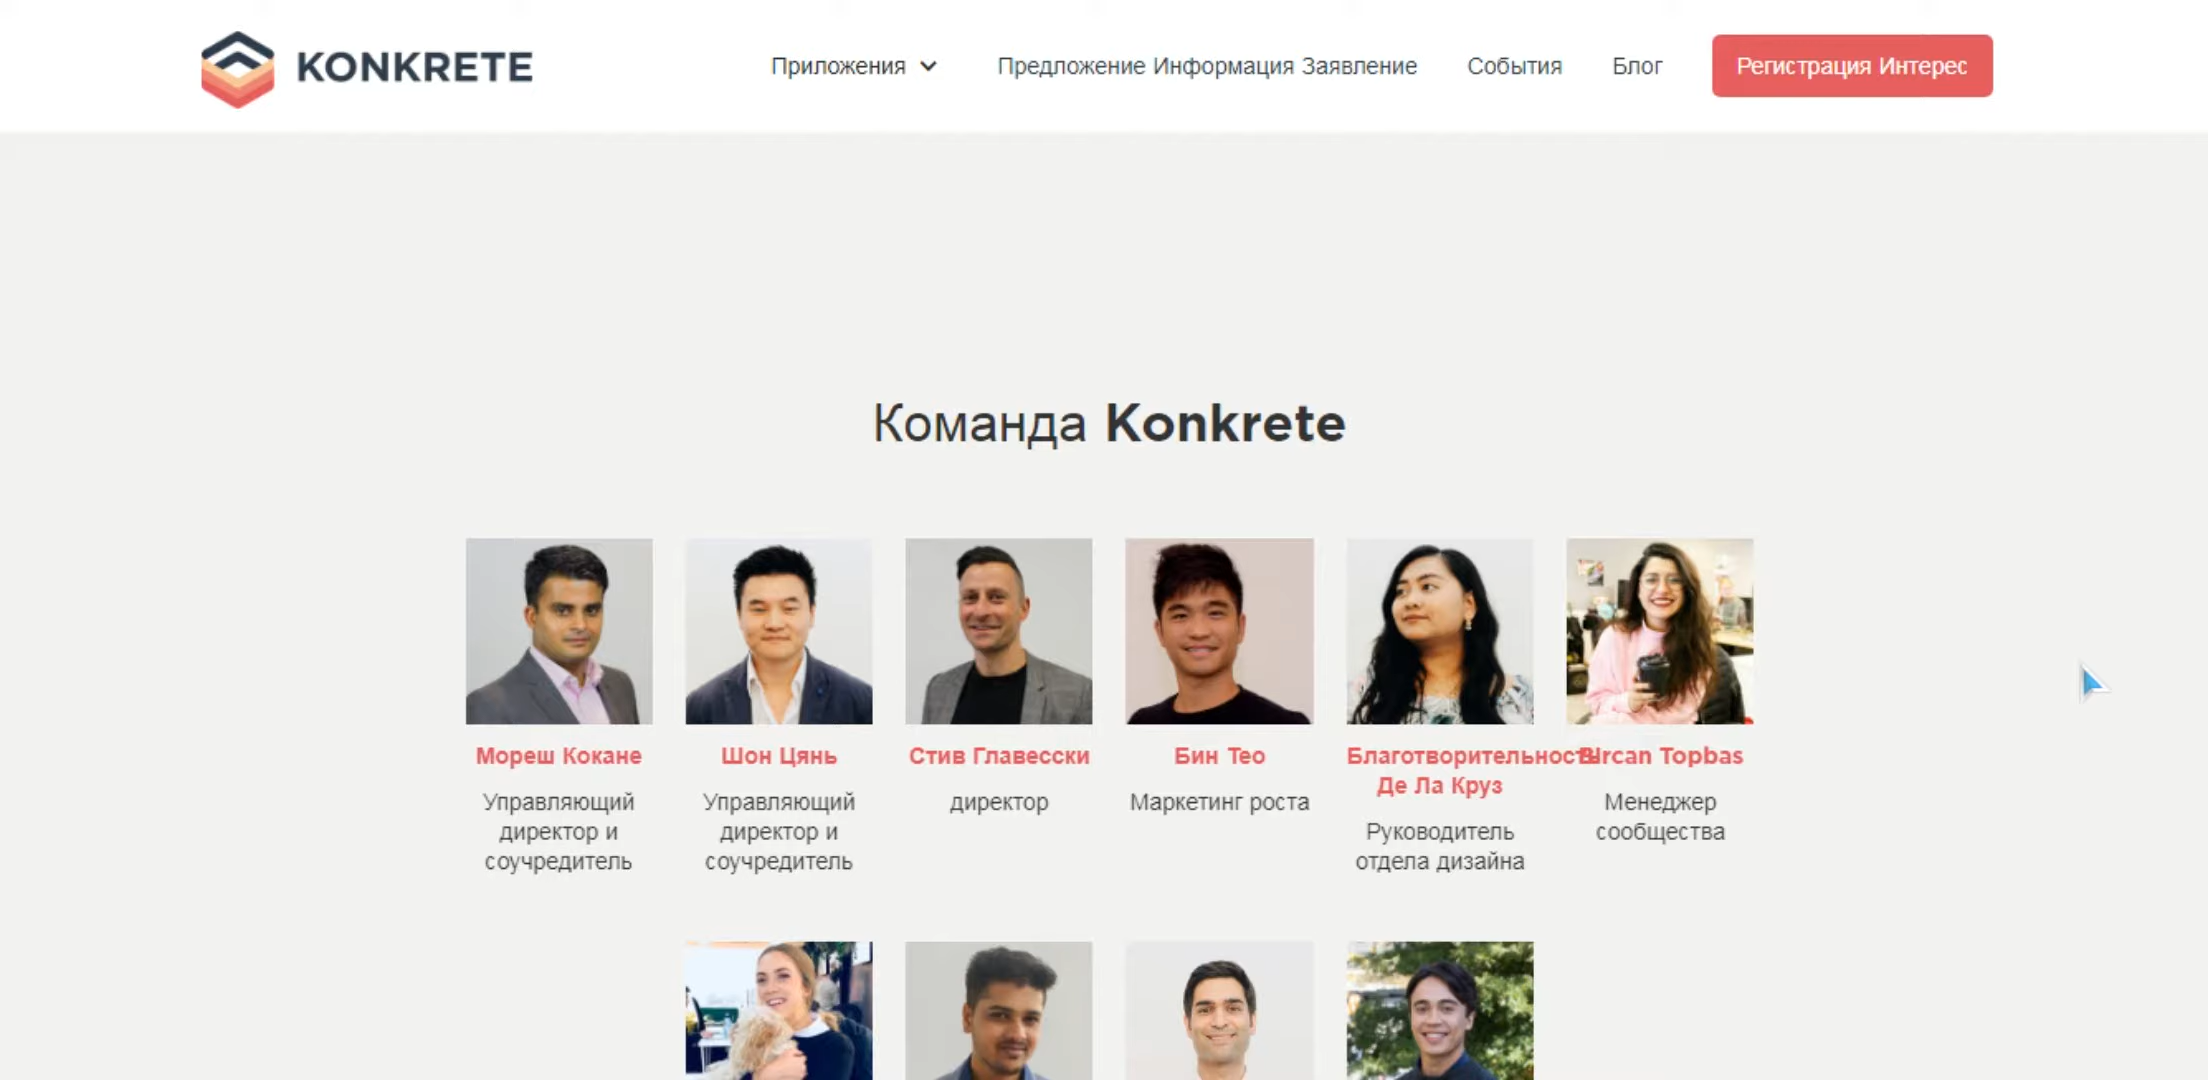 KONKRETE
Приложения
Предложение Информация Заявление
События
Блог
Регистрация Интерес
Команда Konkrete
Мореш Кокане
Управляющий
директор и
соучредитель
Шон Цянь
Управляющий
директор и
соучредитель
Стив Главесски
директор
Бин Тео
Маркетинг роста
Благотворительность
Де Ла Круз
Руководитель
отдела дизайна
Bircan Topbas
Менеджер
сообщества